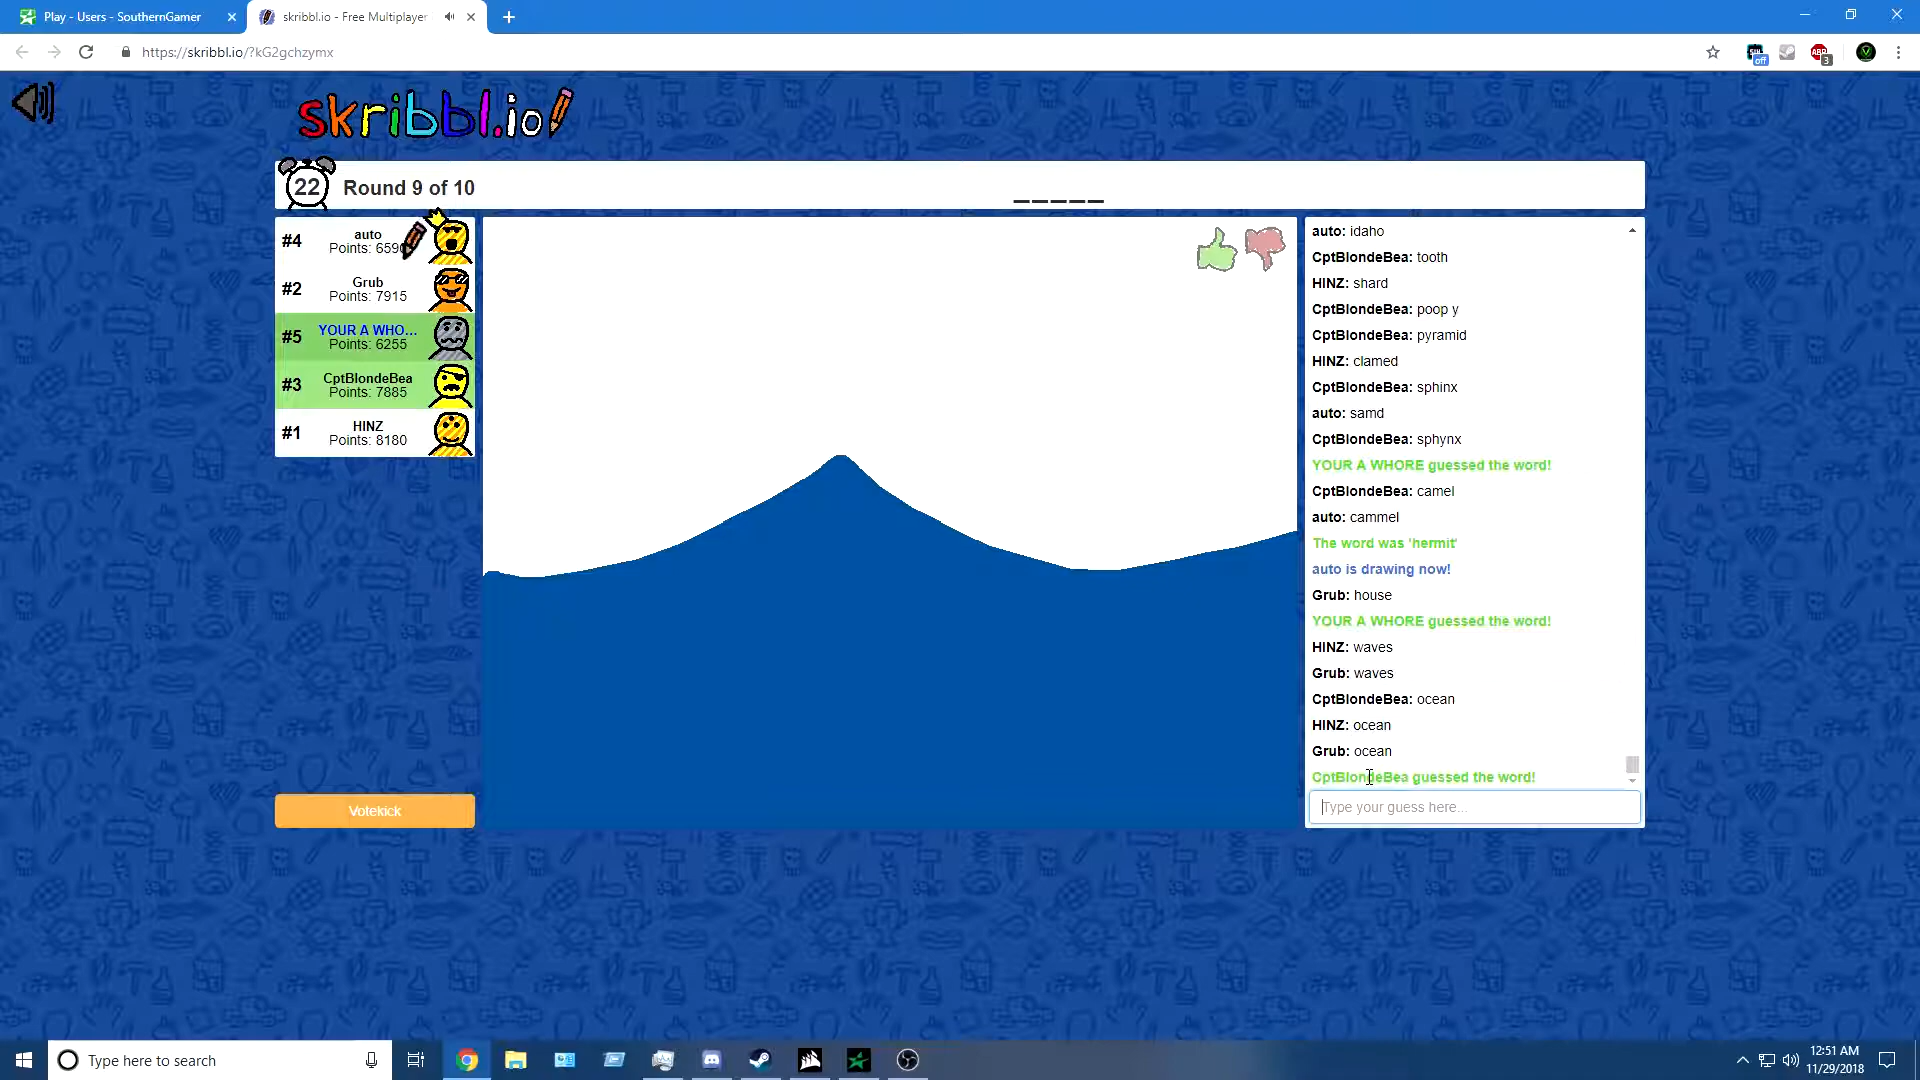 Play - Users - SouthernGamer
skribbl.io - Free Multiplayer
https://skribbl.io/?kG2gchzymx
off
ABP
3
skribbl.io
22
Round 9 of 10
_____
#4
auto
Points: 6590
#2
Grub
Points: 7915
#5
YOUR A WHO...
Points: 6255
#3
CptBlondeBea
Points: 7885
#1
HINZ
Points: 8180
Votekick
auto: idaho
CptBlondeBea: tooth
HINZ: shard
CptBlondeBea: poop y
CptBlondeBea: pyramid
HINZ: clamed
CptBlondeBea: sphinx
auto: samd
CptBlondeBea: sphynx
YOUR A WHORE guessed the word!
CptBlondeBea: camel
auto: cammel
The word was 'hermit'
auto is drawing now!
Grub: house
YOUR A WHORE guessed the word!
HINZ: waves
Grub: waves
CptBlondeBea: ocean
HINZ: ocean
Grub: ocean
CptBlondeBea guessed the word!
Type your guess here...
Type here to search
12:51 AM
11/29/2018